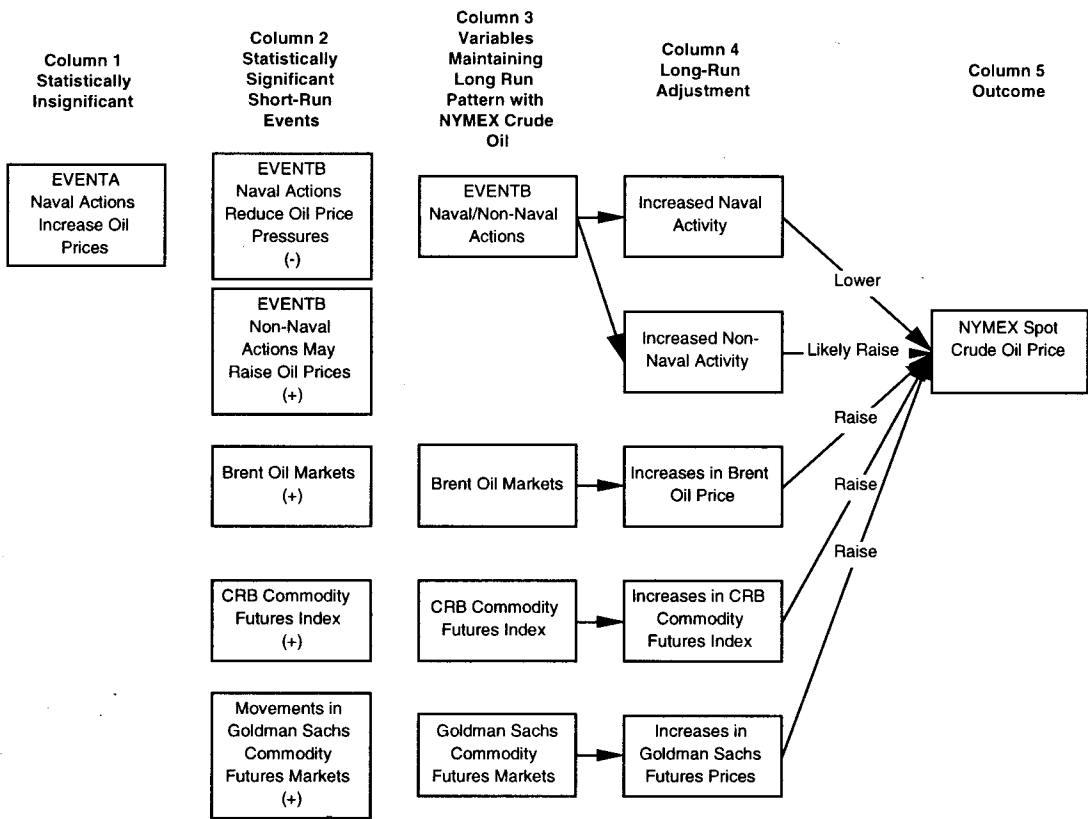 Column 1
Statistically
Insignificant
Column 2
Statistically
Significant
Short-Run
Events
Column 3
Variables
Maintaining
Long Run
Pattern with
NYMEX Crude
Oil
Column 4
Long-Run
Adjustment
Column 5
Outcome
EVENTA
Naval Actions
Increase Oil
Prices
EVENTB
Naval Actions
Reduce Oil Price
Pressures
(-)
EVENTB
Naval/Non-Naval
Actions
Increased Naval
Activity
Lower
EVENTB
Non-Naval
Actions May
Raise Oil Prices
(+)
Increased Non-
Naval Activity
Likely Raise
NYMEX Spot
Crude Oil Price
Raise
Brent Oil Markets
(+)
Brent Oil Markets
Increases in Brent
Oil Price
Raise
Raise
CRB Commodity
Futures Index
(+)
CRB Commodity
Futures Index
Increases in CRB
Commodity
Futures Index
Movements in
Goldman Sachs
Commodity
Futures Markets
(+)
Goldman Sachs
Commodity
Futures Markets
Increases in
Goldman Sachs
Futures Prices